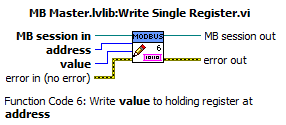 MB Master.lvlib:Write Single Register.vi
MB session in
address
value
error in (no error)
MODBUS
6
MB session out
error out
Function Code 6: Write value to holding register at
address